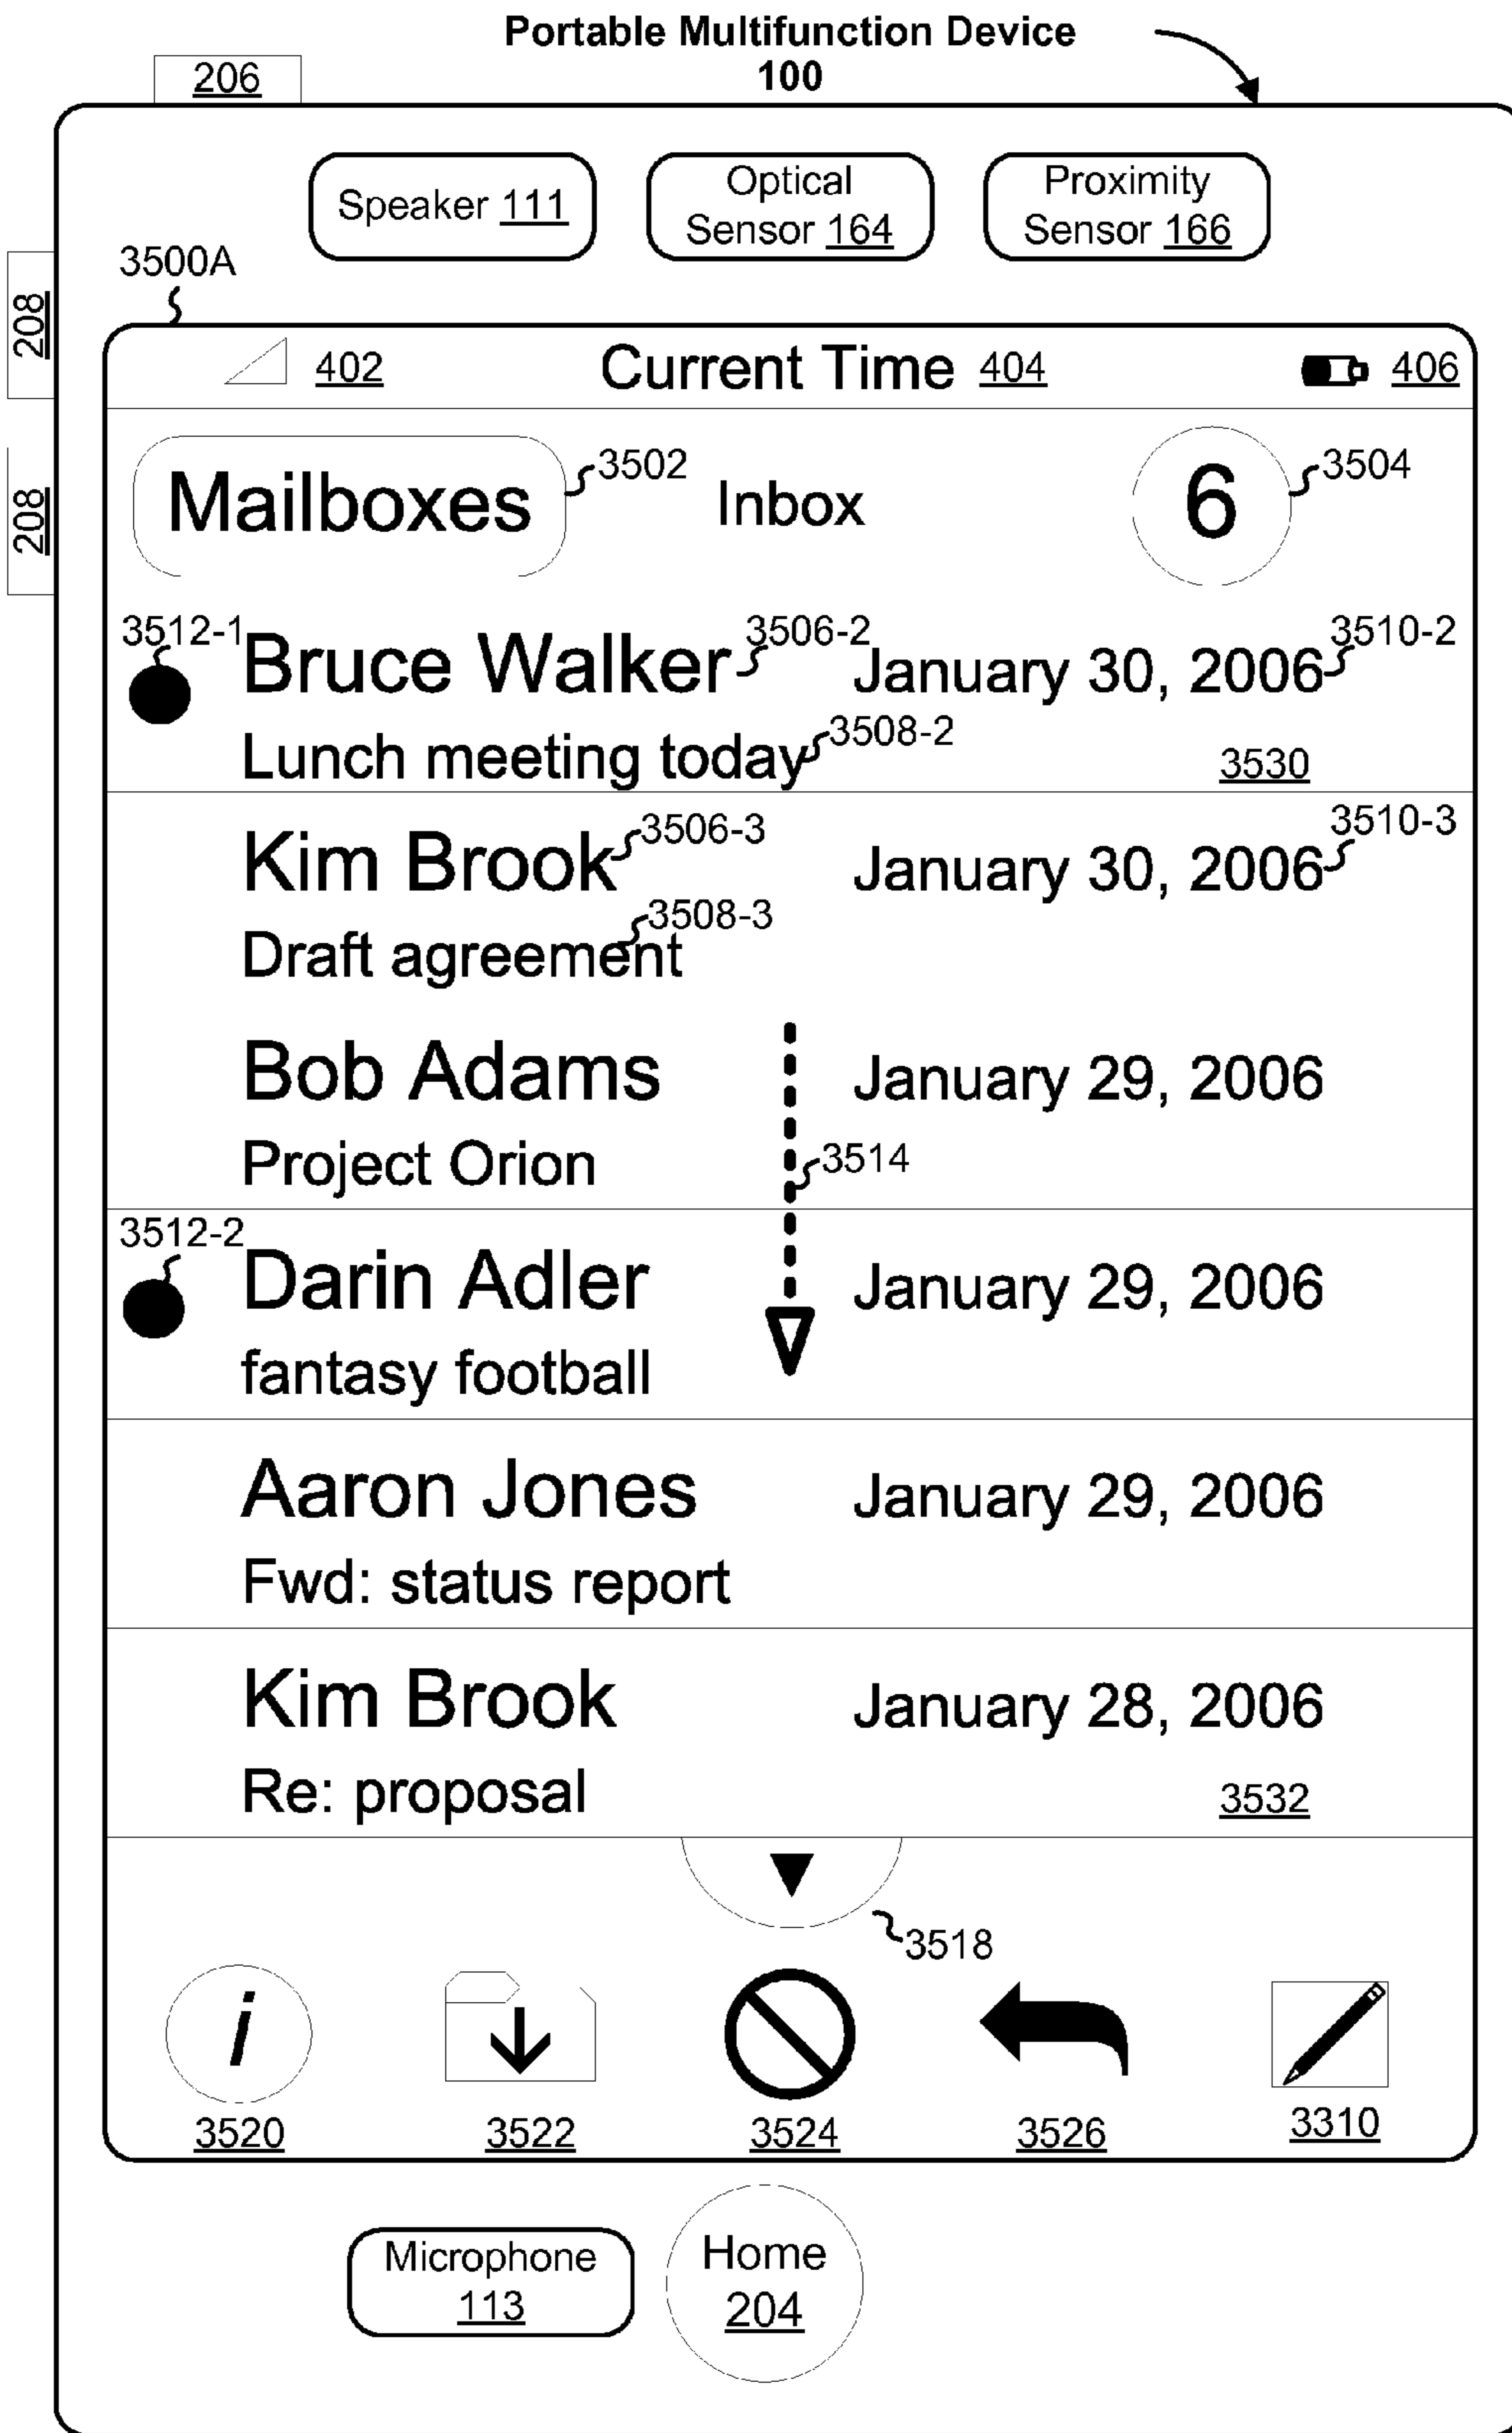 Portable Multifunction Device
100
206
Speaker 111
Optical
Sensor 164
Proximity
Sensor 166
3500A
208
208
402
Current Time 404
406
Mailboxes
3502
Inbox
6
3504
3512-1
Bruce Walker
3506-2
January 30, 2006
3510-2
Lunch meeting today
3508-2
3530
Kim Brook
3506-3
January 30, 2006
3510-3
Draft agreement
3508-3
Bob Adams
January 29, 2006
Project Orion
3514
3512-2
Darin Adler
January 29, 2006
fantasy football
Aaron Jones
January 29, 2006
Fwd: status report
Kim Brook
January 28, 2006
Re: proposal
3532
3518
i
3520
3522
3524
3526
3310
Microphone
113
Home
204